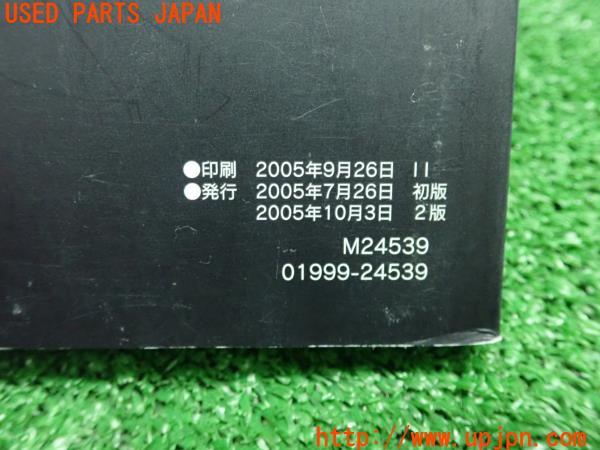 USED PARTS JAPAN
●印刷 2005年9月26日 II
●発行 2005年7月26日 初版
2005年10月3日 2版
M24539
01999-24539
http://www.upjpn.com